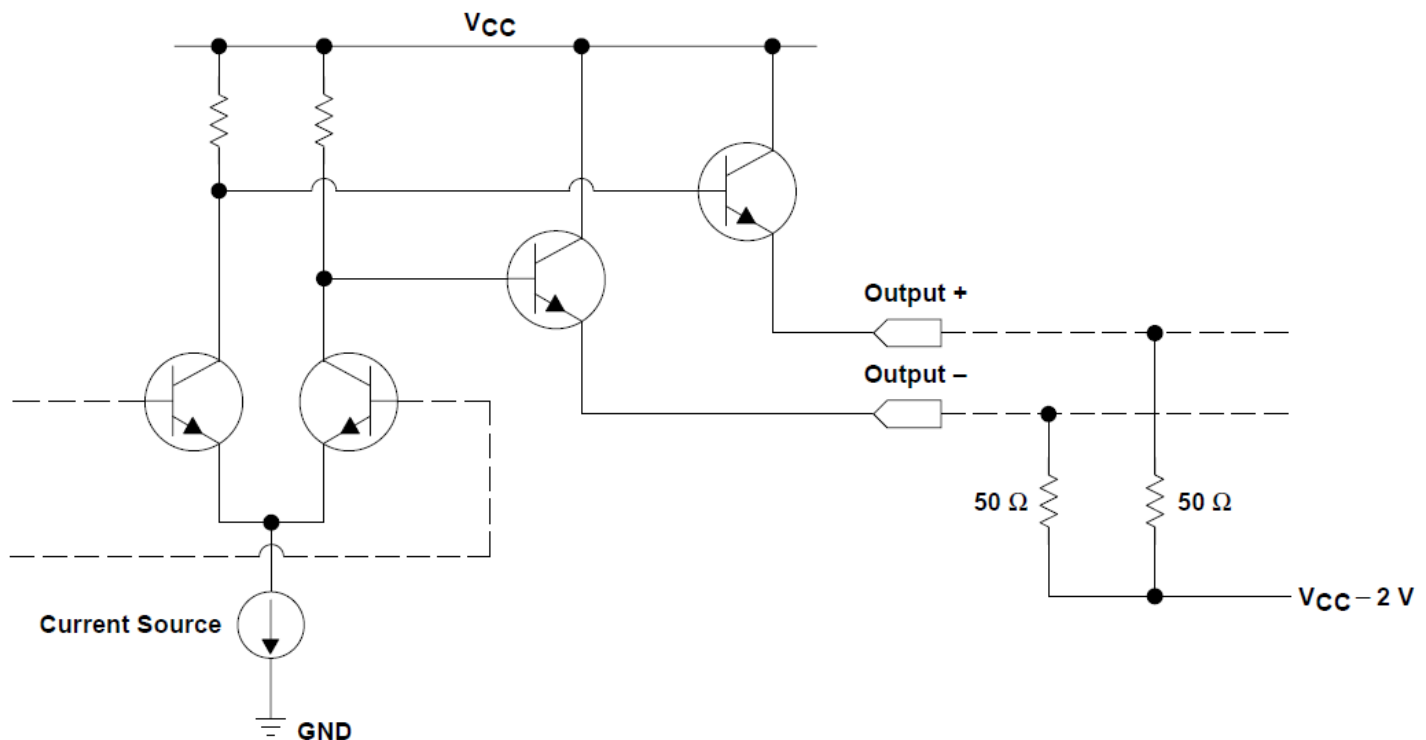 VCC
Output +
Output –
50 Ω
50 Ω
VCC – 2 V
Current Source
GND